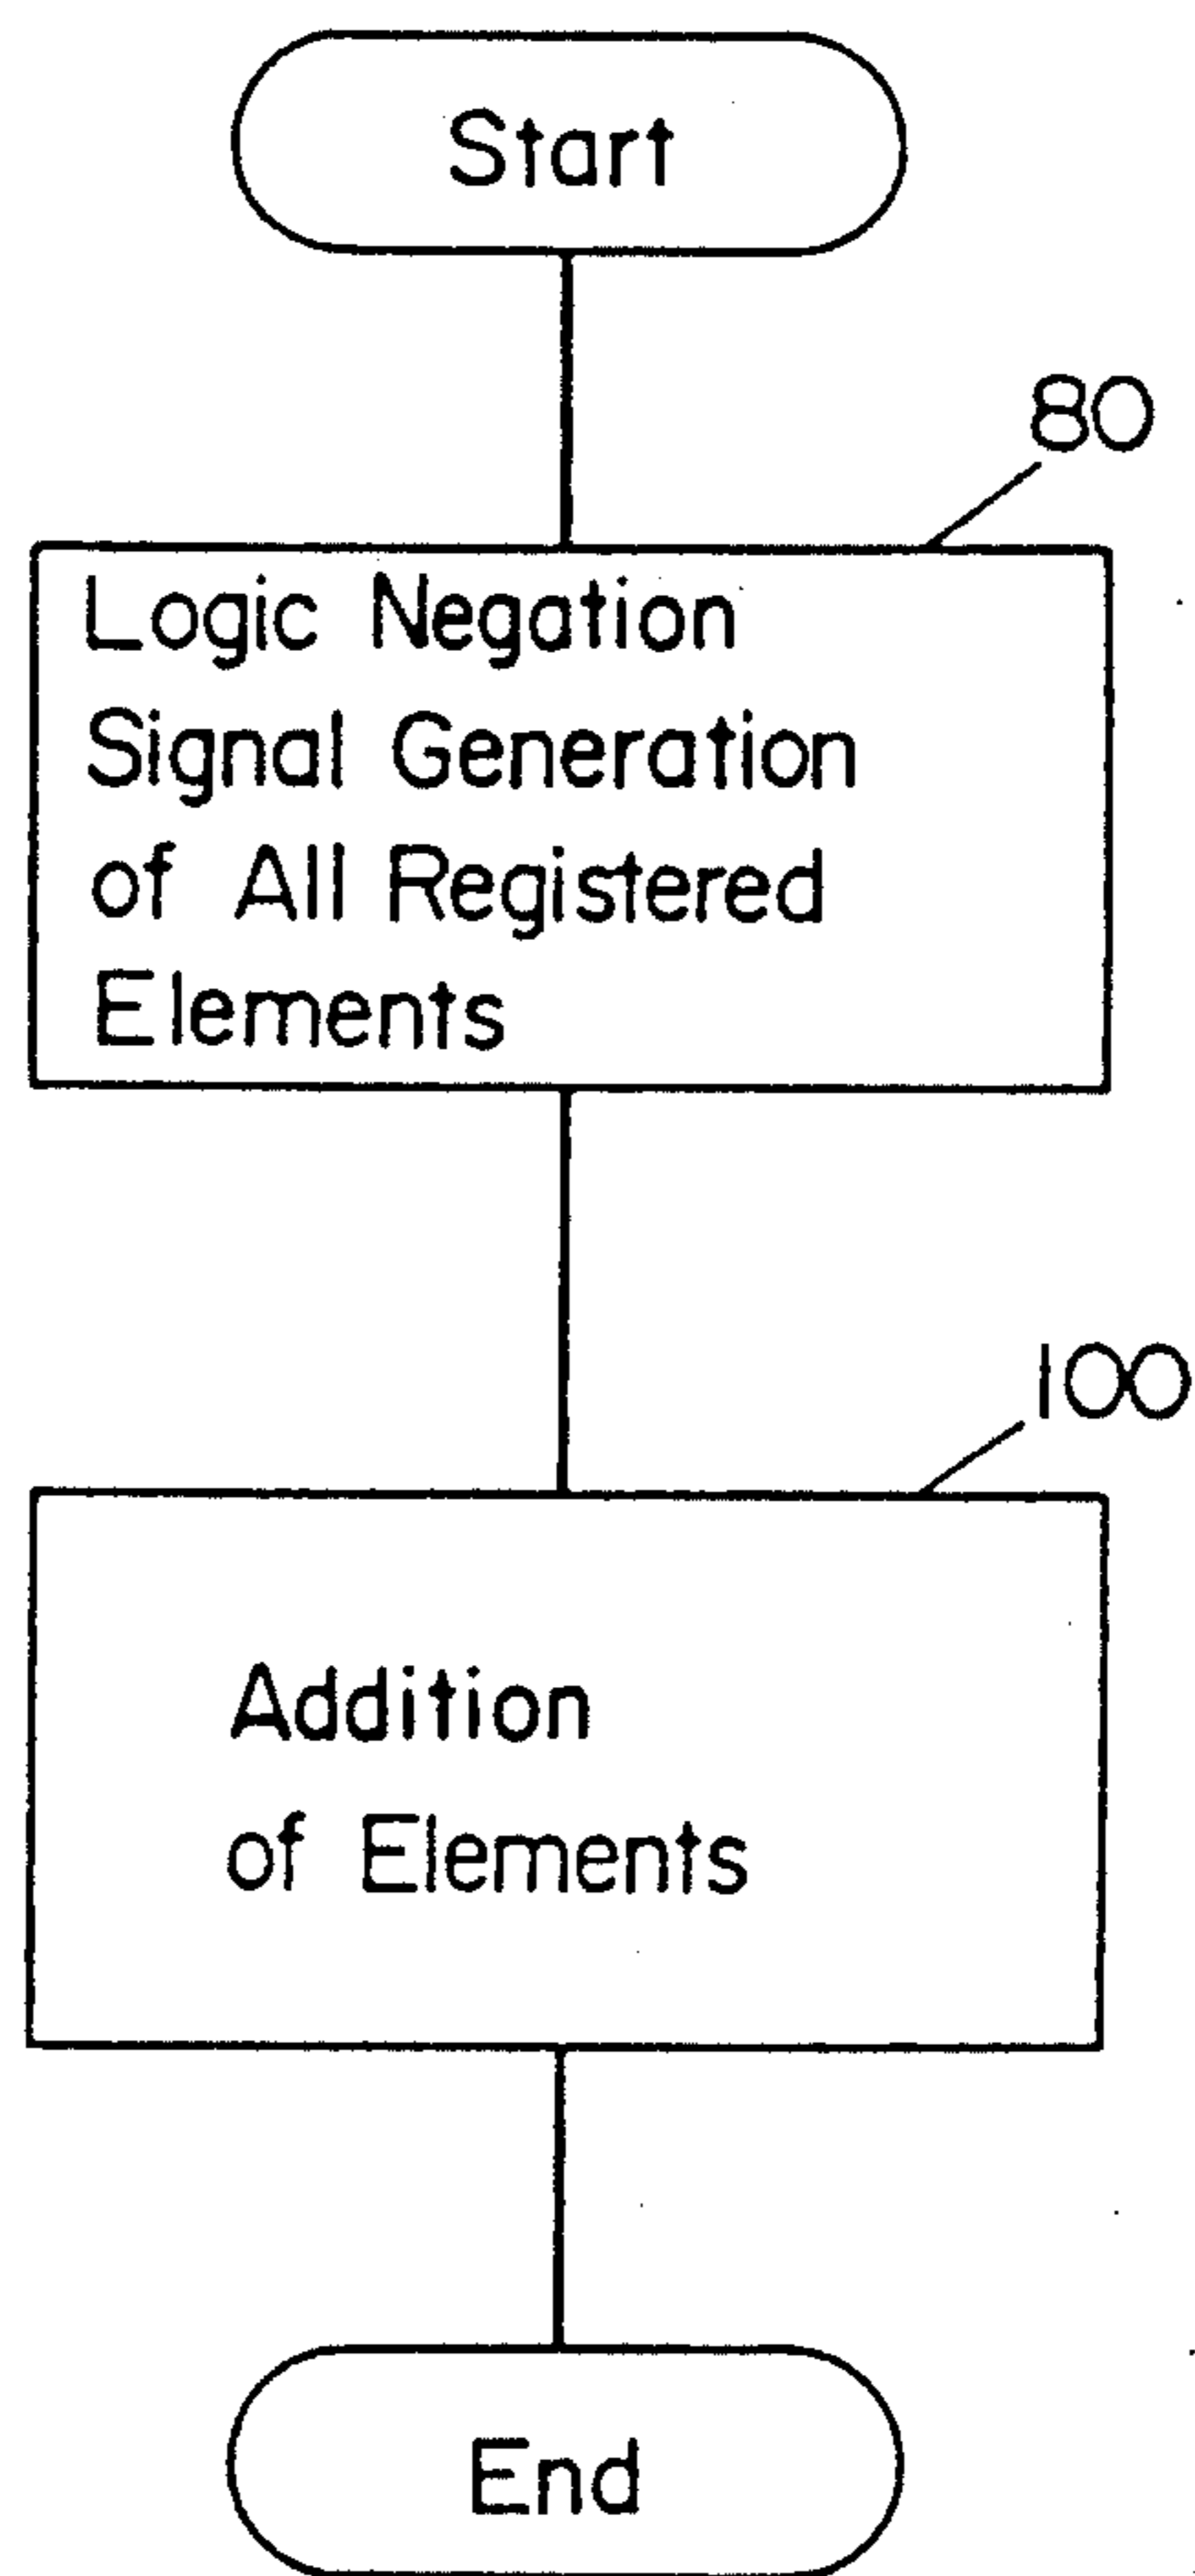 Start
80
Logic Negation
Signal Generation
of All Registered
Elements
100
Addition
of Elements
End